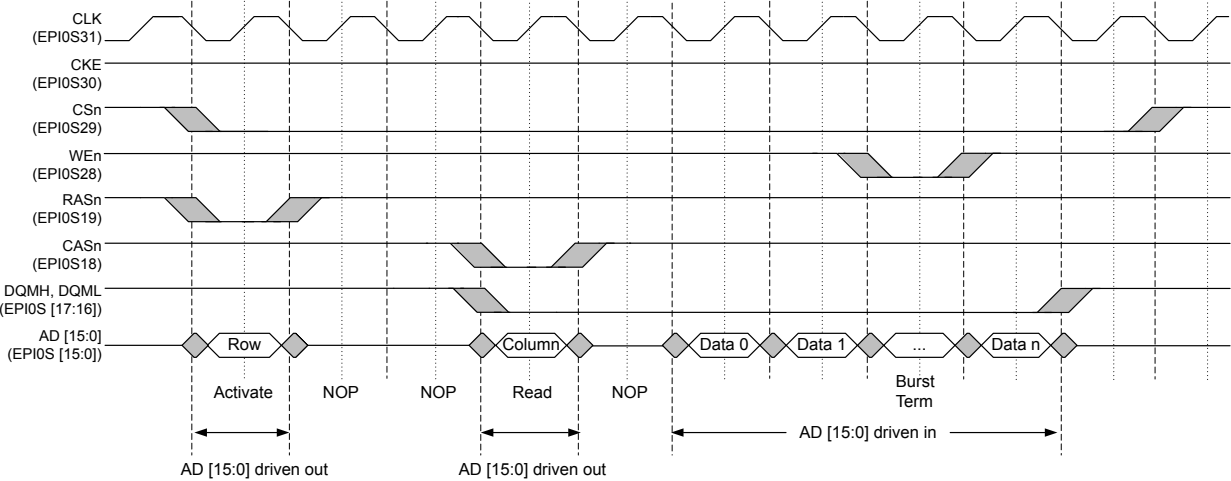 CLK
(EPI0S31)
CKE
(EPI0S30)
CSn
(EPI0S29)
WEn
(EPI0S28)
RASn
(EPI0S19)
CASn
(EPI0S18)
DQMH, DQML
(EPI0S [17:16])
AD [15:0]
(EPI0S [15:0])
Row
Column
Data 0
Data 1
...
Data n
Activate
NOP
NOP
Read
NOP
Burst
Term
AD [15:0] driven in
AD [15:0] driven out
AD [15:0] driven out